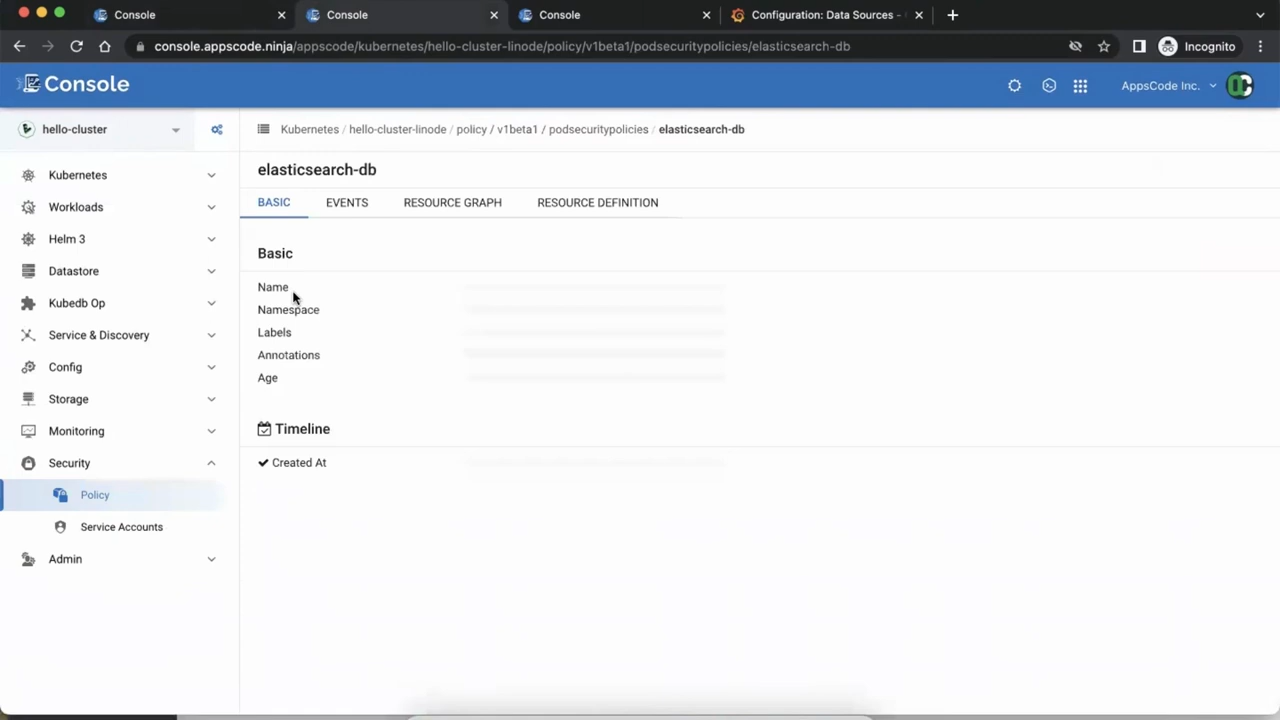 Console
Console
Console
Configuration: Data Sources -
console.appscode.ninja/appscode/kubernetes/hello-cluster-linode/policy/v1beta1/podsecuritypolicies/elasticsearch-db
Incognito
Console
AppsCode Inc.
hello-cluster
Kubernetes / hello-cluster-linode / policy / v1beta1 / podsecuritypolicies / elasticsearch-db
elasticsearch-db
BASIC EVENTS RESOURCE GRAPH RESOURCE DEFINITION
Kubernetes
Workloads
Helm 3
Datastore
Kubedb Op
Service & Discovery
Config
Storage
Monitoring
Security
Policy
Service Accounts
Admin
Basic
Name
Namespace
Labels
Annotations
Age
Timeline
Created At